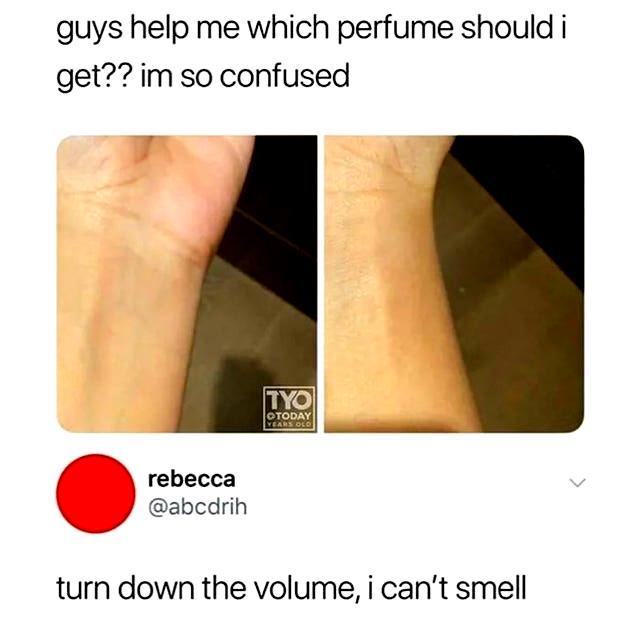 guys help me which perfume should i
get?? im so confused
TYO
©TODAY
YEARS OLD
rebecca
@abcdrih
turn down the volume, i can't smell